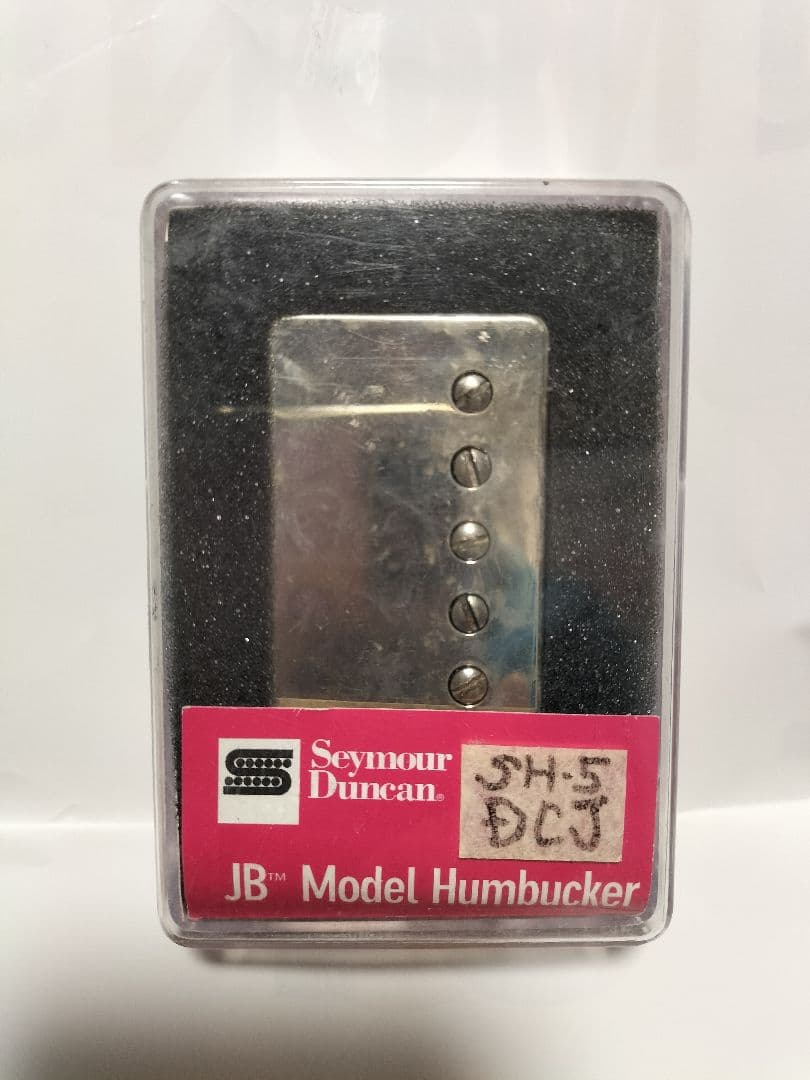 Seymour
Duncan®
SH-5
DCJ
JB™ Model Humbucker